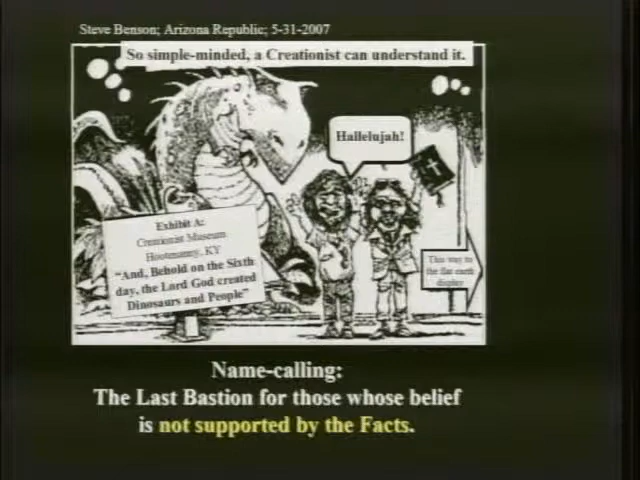 Steve Benson; Arizona Republic; 5-31-2007
So simple-minded, a Creationist can understand it.
Hallelujah!
Exhibit A:
Creationist Museum
Hootnanny, KY
"And, Behold on the Sixth
day, the Lord God created
Dinosaurs and People"
This way to
the flat earth
display
Name-calling:
The Last Bastion for those whose belief
is not supported by the Facts.